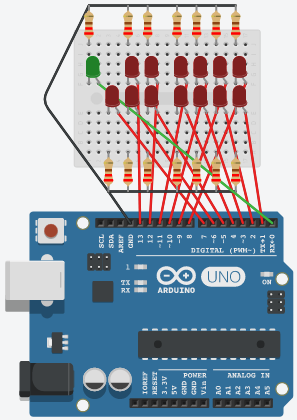 SCL
SDA
AREF
GND
13
12
~11
~10
~9
8
7
~6
~5
4
~3
2
TX→1
RX←0
DIGITAL (PWM~)
L
TX
RX
UNO
ARDUINO
ON
POWER
ANALOG IN
IOREF
RESET
3.3V
5V
GND
GND
Vin
A0
A1
A2
A3
A4
A5